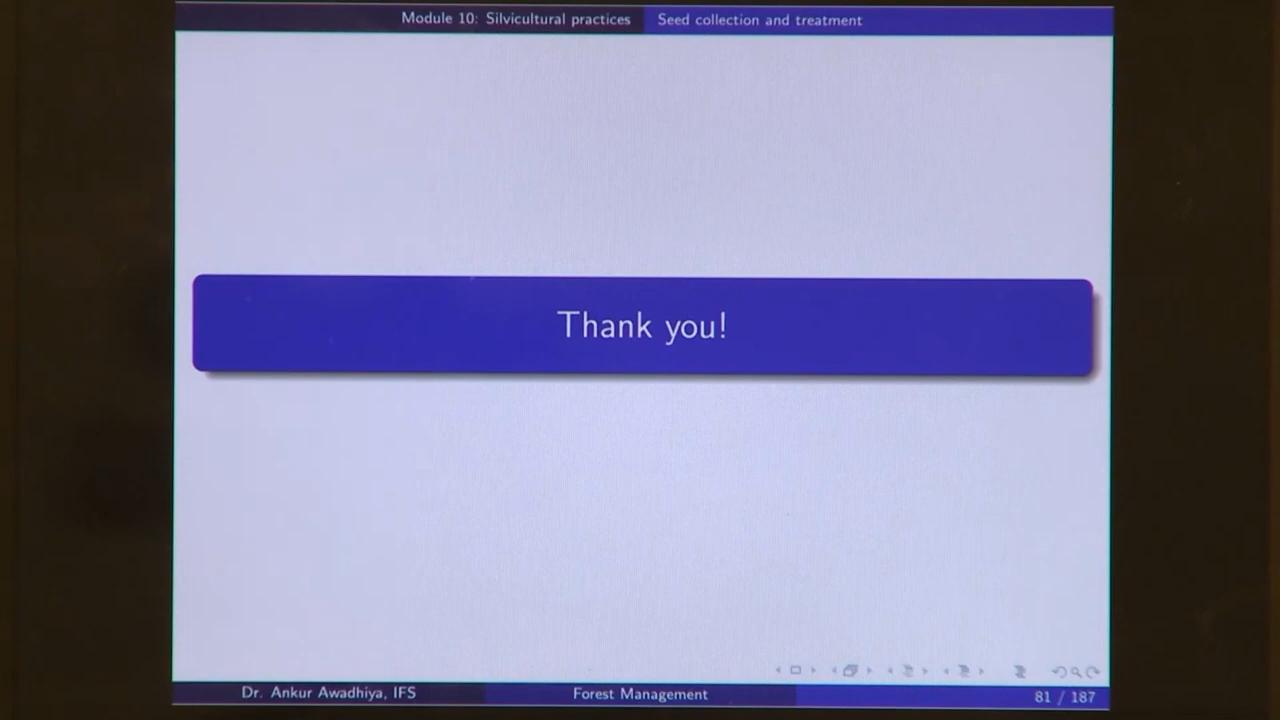 Module 10: Silvicultural practices Seed collection and treatment
Thank you!
Dr. Ankur Awadhiya, IFS Forest Management 81 / 187